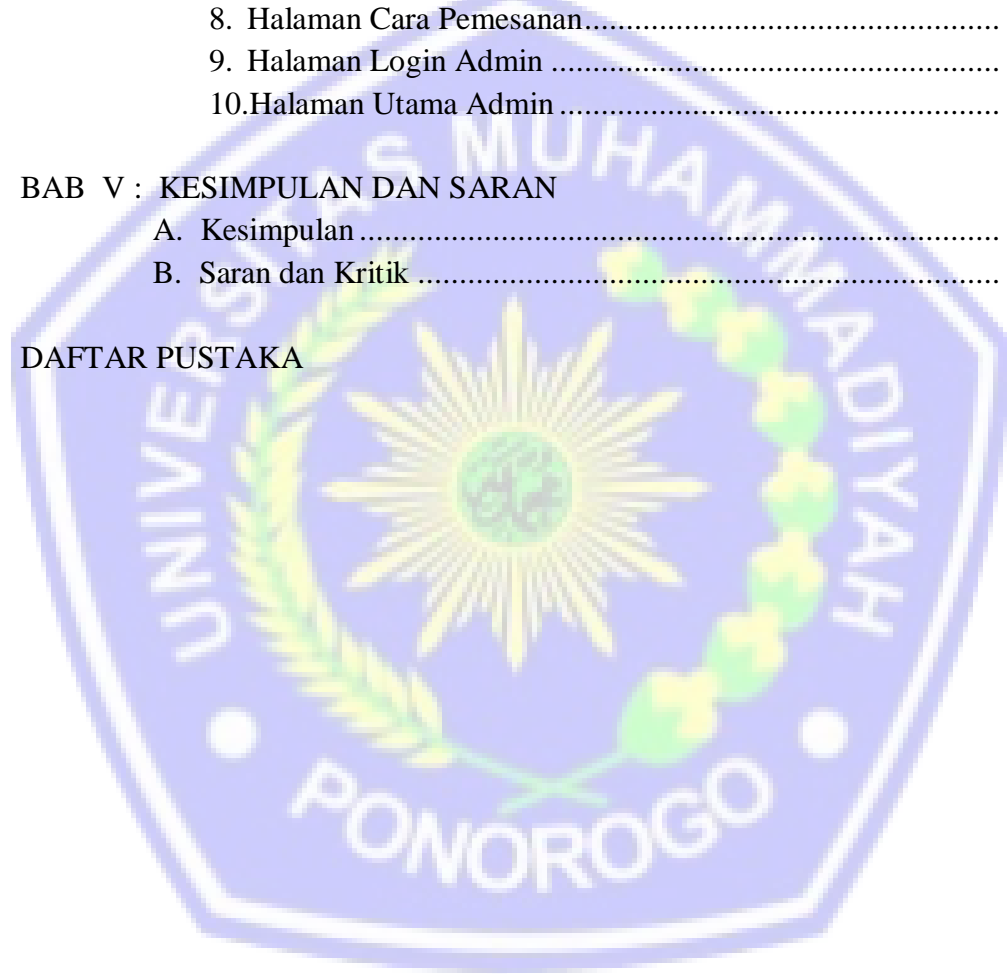 8. Halaman Cara Pemesanan..................................................
9. Halaman Login Admin ......................................................
10.Halaman Utama Admin .....................................................
BAB V : KESIMPULAN DAN SARAN
A. Kesimpulan.............................................................................
B. Saran dan Kritik ......................................................................
DAFTAR PUSTAKA
UNIVERSITAS MUHAMMADIYAH
PONOROGO